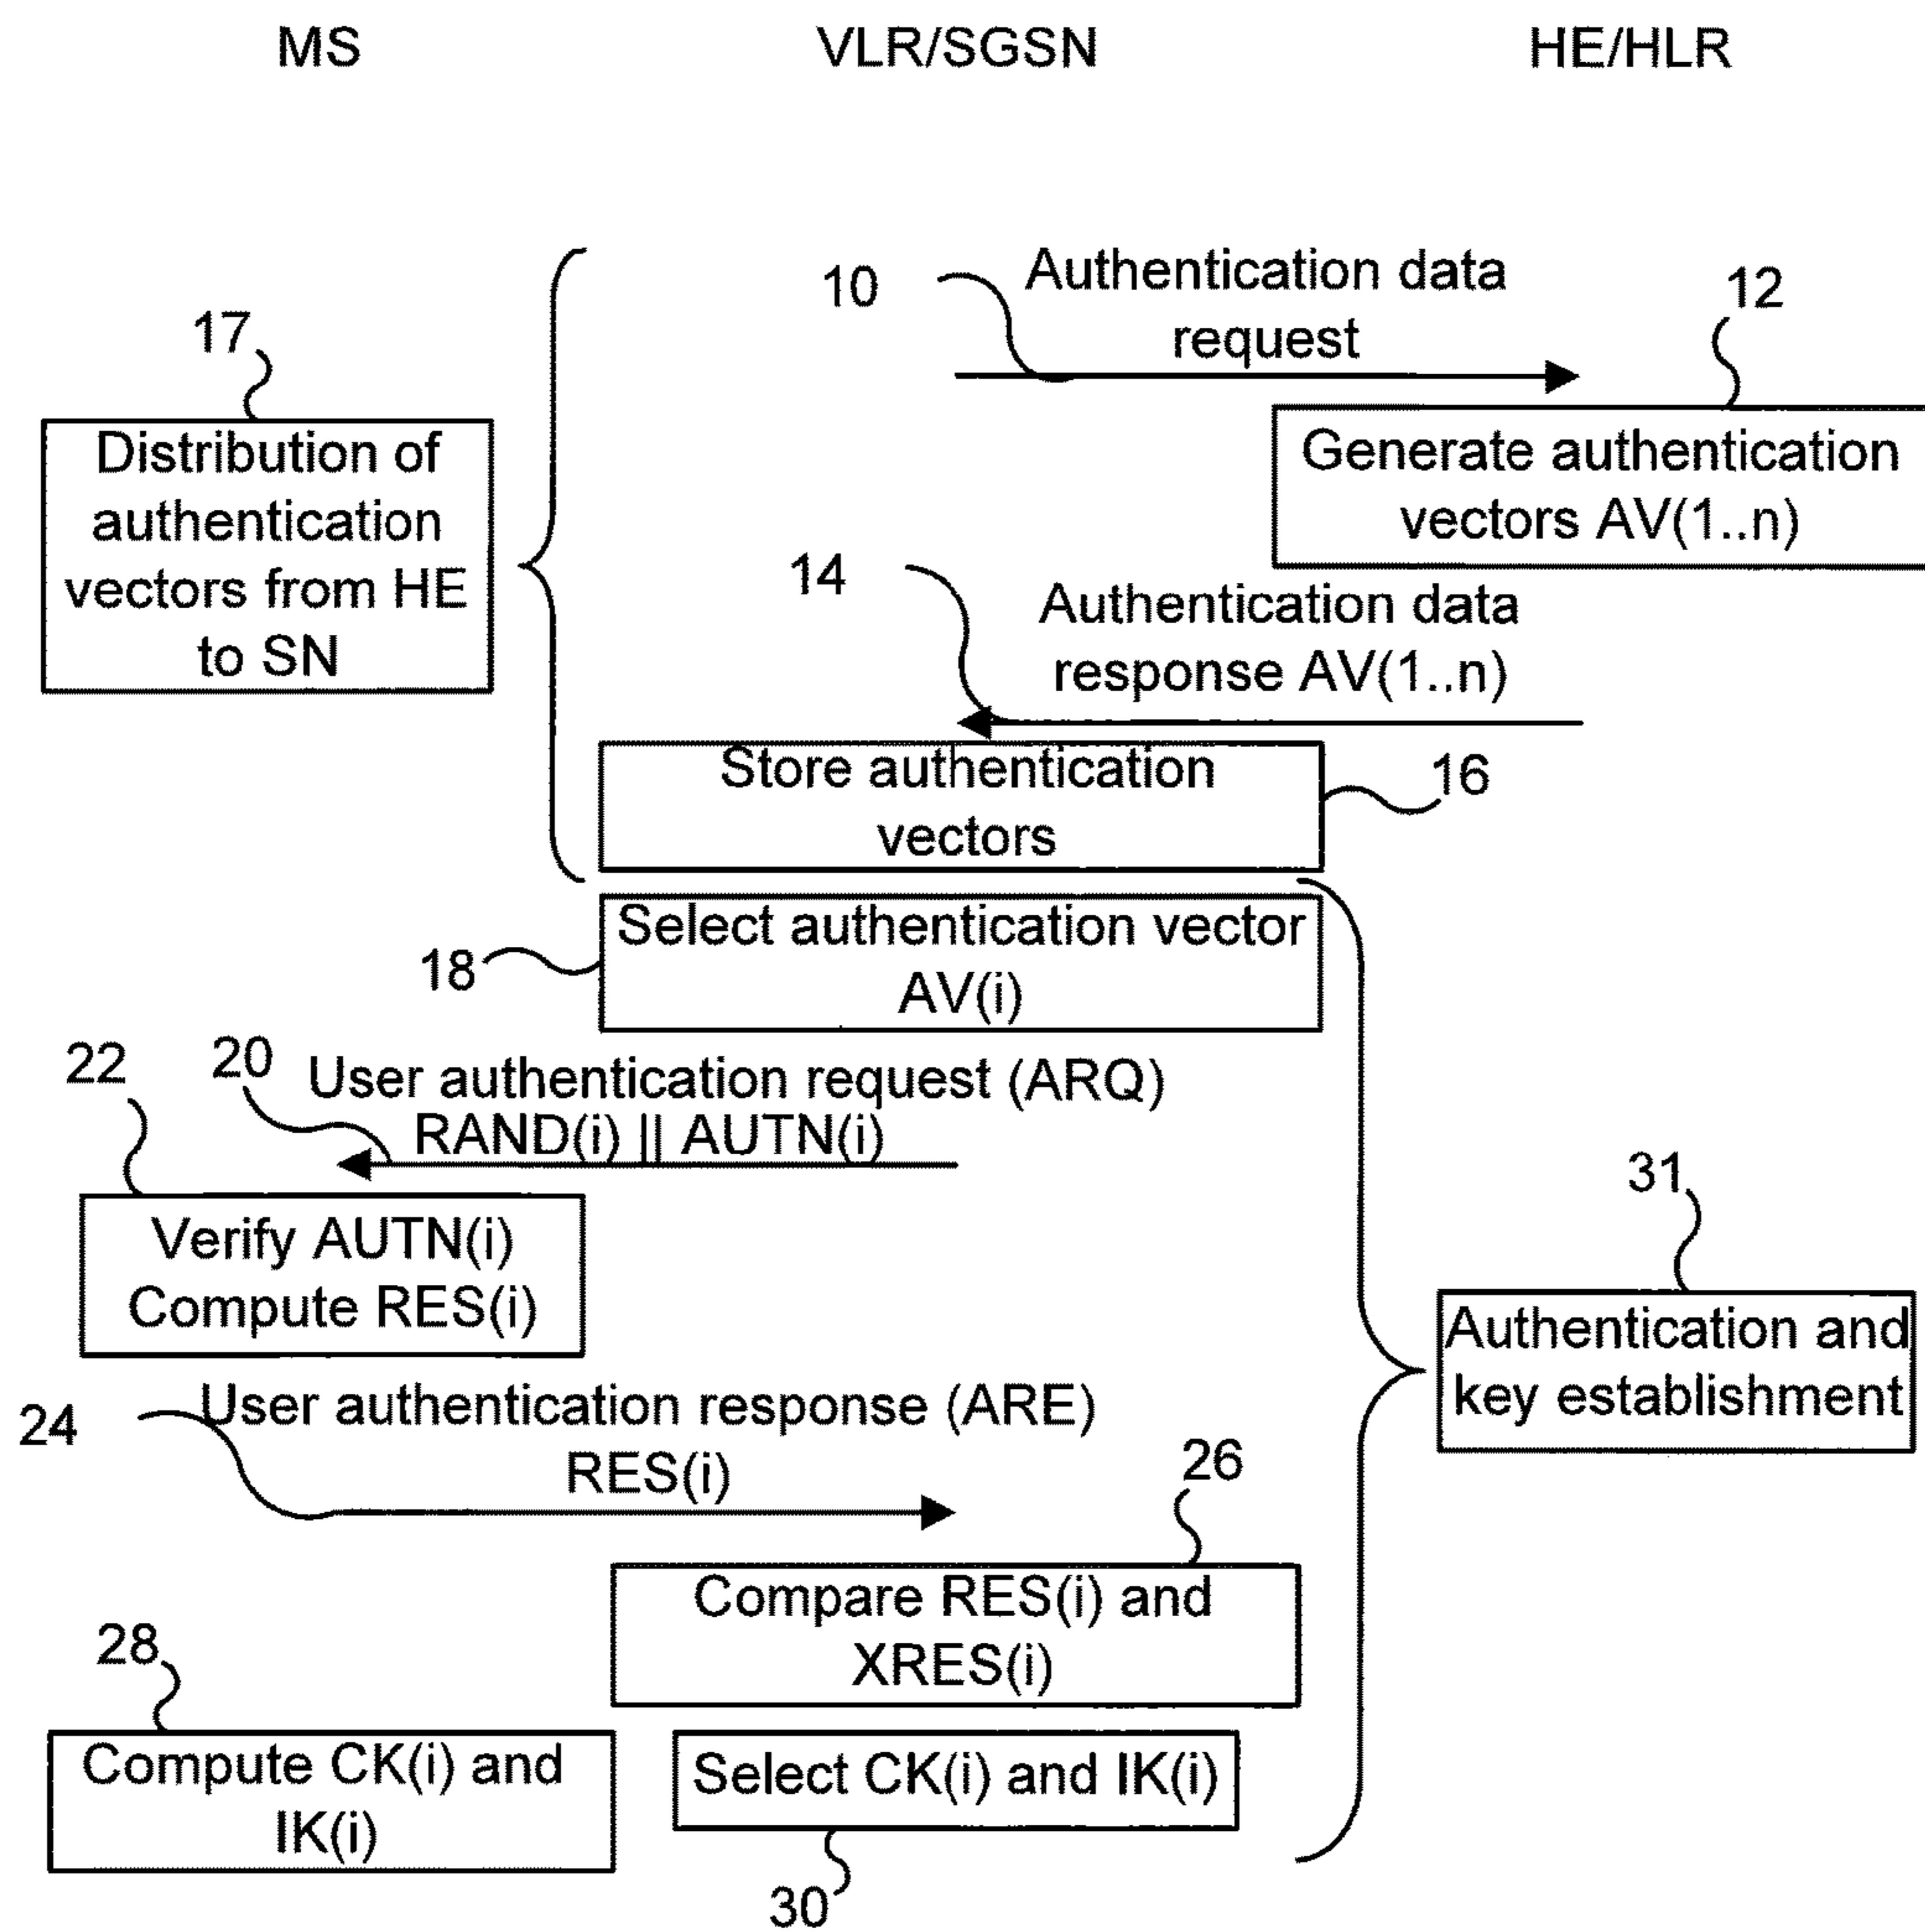 MS
VLR/SGSN
HE/HLR
10
Authentication data
request
12
17
Distribution of
authentication
vectors from HE
to SN
Generate authentication
vectors AV(1..n)
14
Authentication data
response AV(1..n)
Store authentication
vectors
16
18
Select authentication vector
AV(i)
22
20
User authentication request (ARQ)
RAND(i) || AUTN(i)
Verify AUTN(i)
Compute RES(i)
31
Authentication and
key establishment
24
User authentication response (ARE)
RES(i)
26
Compare RES(i) and
XRES(i)
28
Compute CK(i) and
IK(i)
Select CK(i) and IK(i)
30